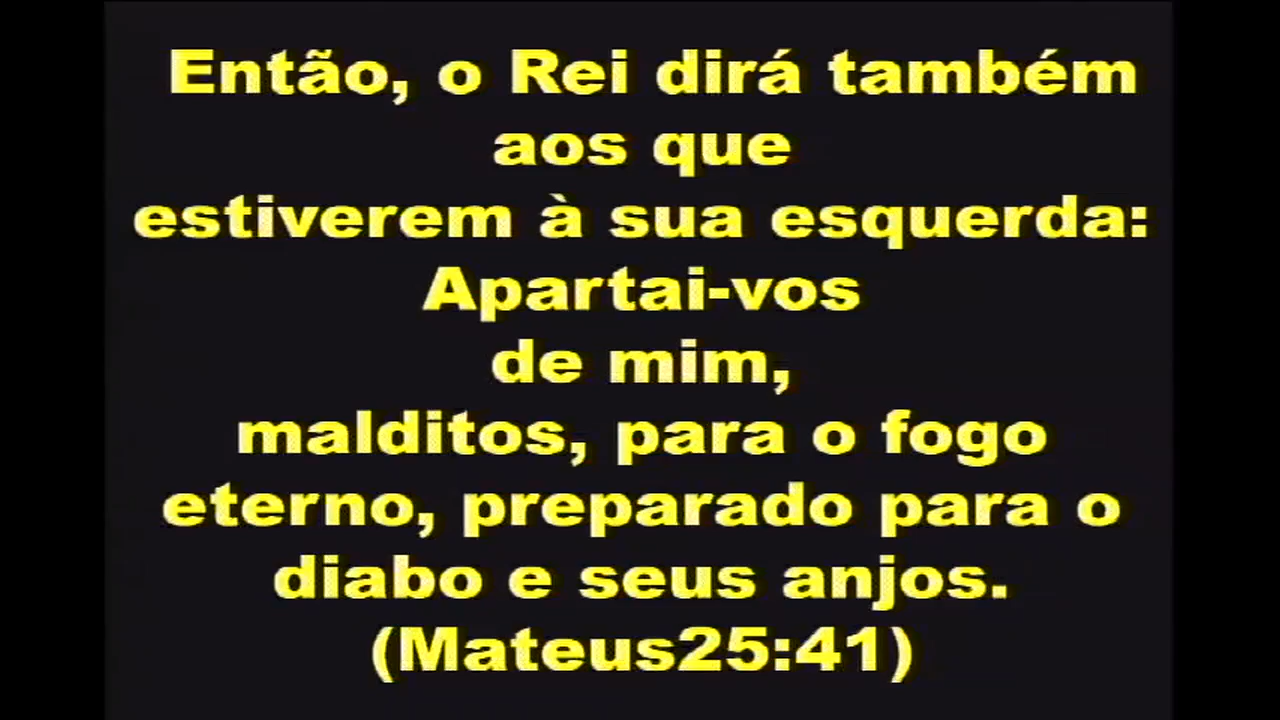 Então, o Rei dirá também
aos que
estiverem à sua esquerda:
Apartai-vos
de mim,
malditos, para o fogo
eterno, preparado para o
diabo e seus anjos.
(Mateus25:41)